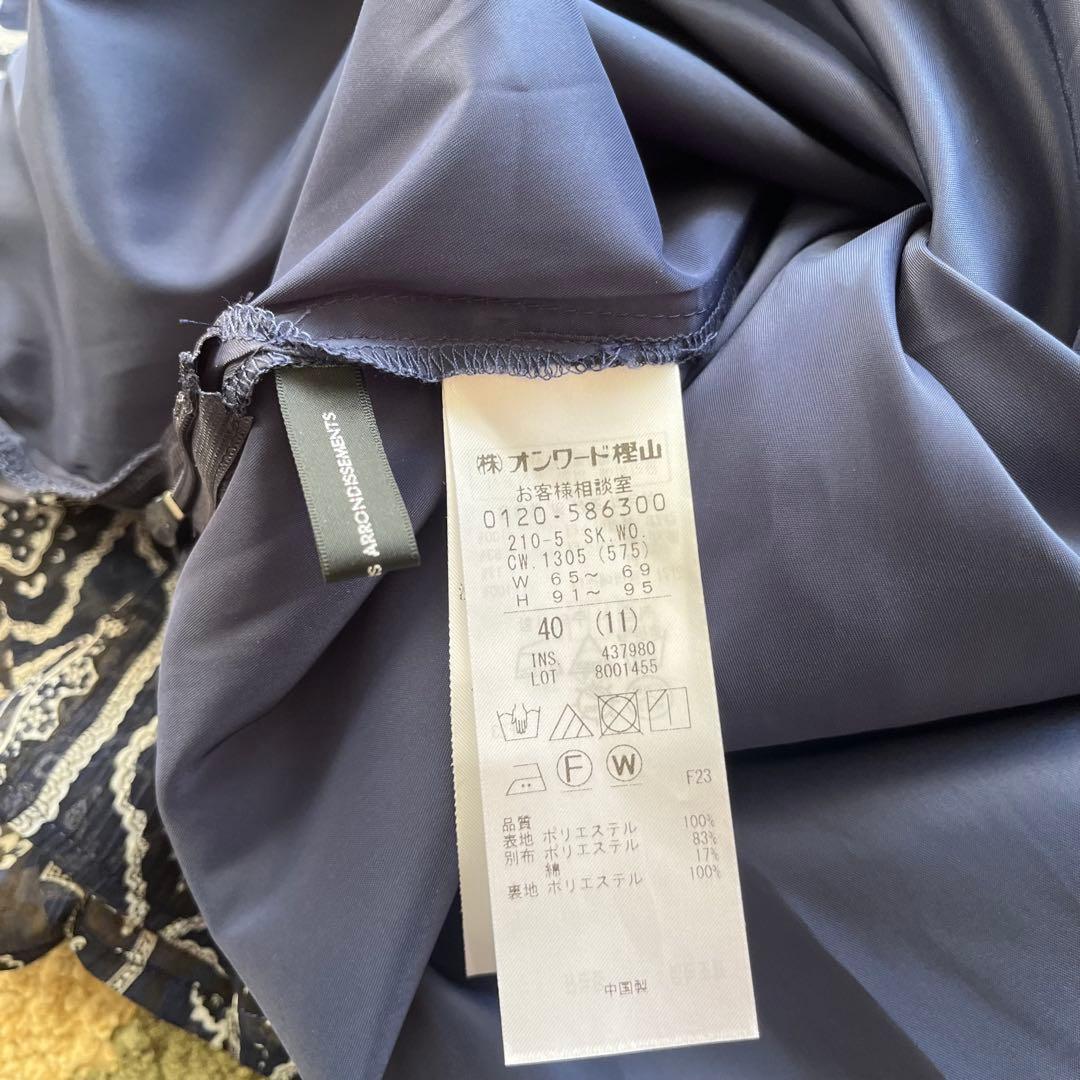 S ARRONDISSEMENTS
(株)オンワード樫山
お客様相談室
0120-586300
210-5 SK.WO.
CW.1305 (575)
W 65～ 69
H 91～ 95
40 (11)
INS. 437980
LOT 8001455
F
W
F23
品質
表地 ポリエステル 100%
別布 ポリエステル 83%
綿 17%
裏地 ポリエステル 100%
中国製